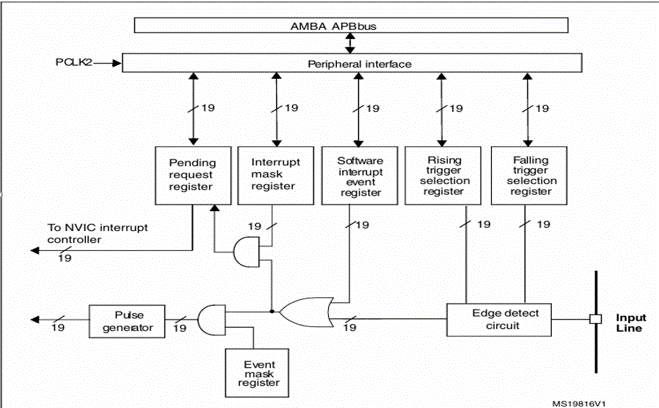 AMBA APB bus
PCLK2
Peripheral interface
19
19
19
19
19
Pending
request
register
Interrupt
mask
register
Software
interrupt
event
register
Rising
trigger
selection
register
Falling
trigger
selection
register
To NVIC interrupt
controller
19
19
19
19
19
19
Pulse
generator
19
19
Edge detect
circuit
Input
Line
Event
mask
register
MS19816V1